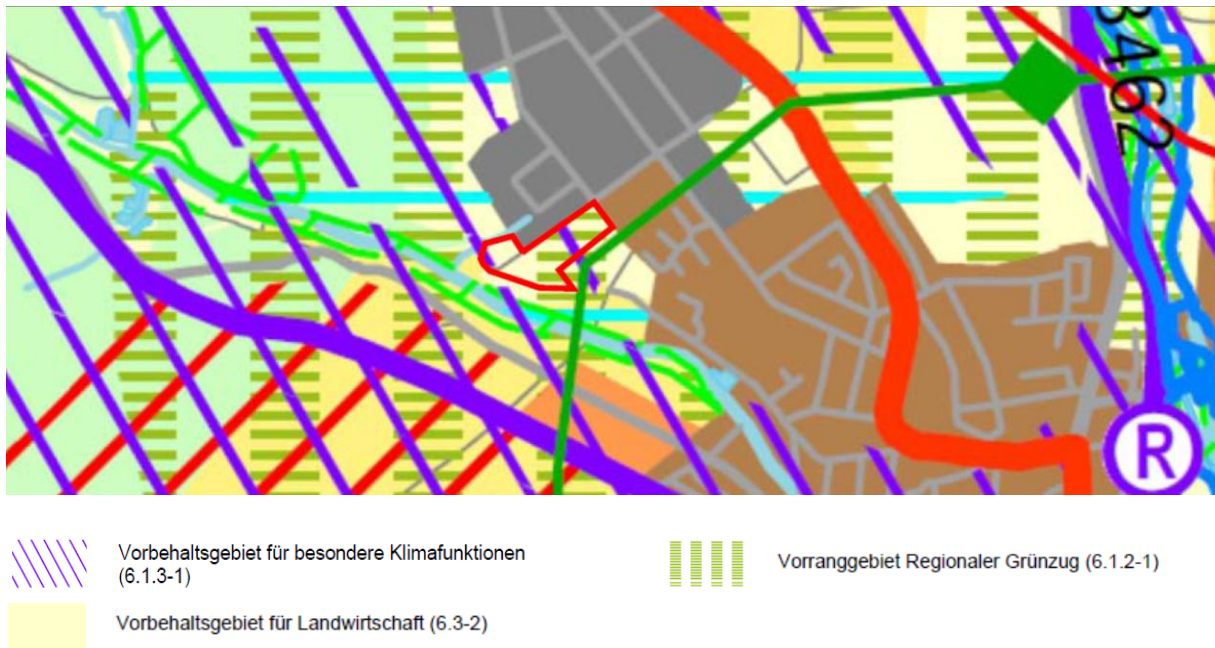 3462
R
Vorbehaltsgebiet für besondere Klimafunktionen
(6.1.3-1)
Vorranggebiet Regionaler Grünzug (6.1.2-1)
Vorbehaltsgebiet für Landwirtschaft (6.3-2)